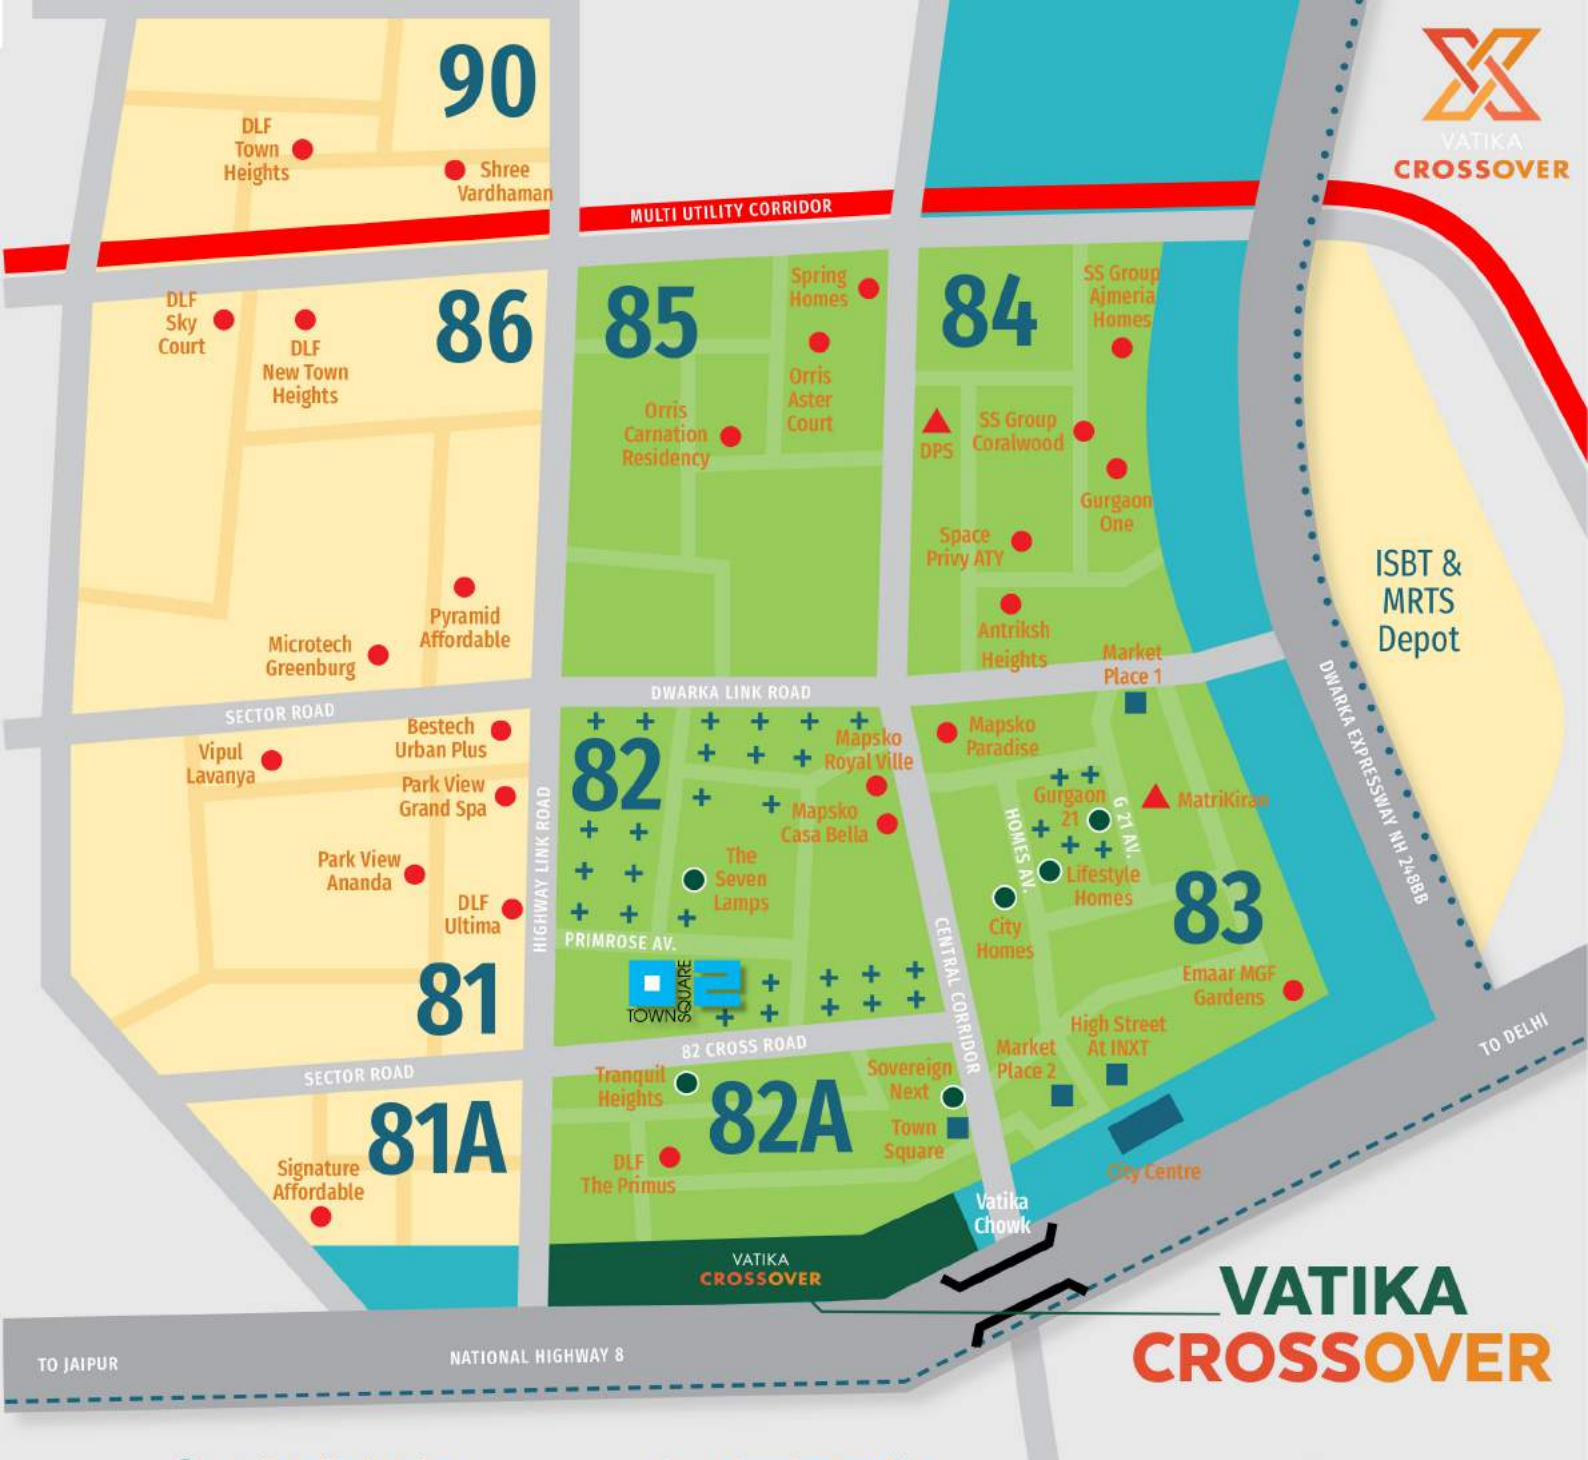 90
VATIKA
CROSSOVER
DLF
Town
Heights
Shree
Vardhaman
MULTI UTILITY CORRIDOR
DLF
Sky
Court
DLF
New Town
Heights
86
85
Spring
Homes
Orris
Aster
Court
Orris
Carnation
Residency
84
SS Group
Ajmeria
Homes
DPS
SS Group
Coralwood
Gurgaon
One
Space
Privy ATY
Antriksh
Heights
ISBT &
MRTS
Depot
Pyramid
Affordable
Microtech
Greenburg
Market
Place 1
SECTOR ROAD
DWARKA LINK ROAD
DWARKA EXPRESSWAY NH 248BB
Bestech
Urban Plus
Vipul
Lavanya
Park View
Grand Spa
Park View
Ananda
DLF
Ultima
81
HIGHWAY LINK ROAD
82
Mapsko
Royal Ville
Mapsko
Casa Bella
The
Seven
Lamps
PRIMROSE AV.
TOWN
SQUARE
2
Mapsko
Paradise
Gurgaon
21
G 21 AV.
MatriKiran
HOMES AV.
Lifestyle
Homes
City
Homes
83
CENTRAL CORRIDOR
Emaar MGF
Gardens
High Street
At INXT
Market
Place 2
TO DELHI
82 CROSS ROAD
SECTOR ROAD
81A
Signature
Affordable
Tranquil
Heights
82A
Sovereign
Next
Town
Square
DLF
The Primus
City Centre
Vatika
Chowk
VATIKA
CROSSOVER
VATIKA
CROSSOVER
TO JAIPUR
NATIONAL HIGHWAY 8